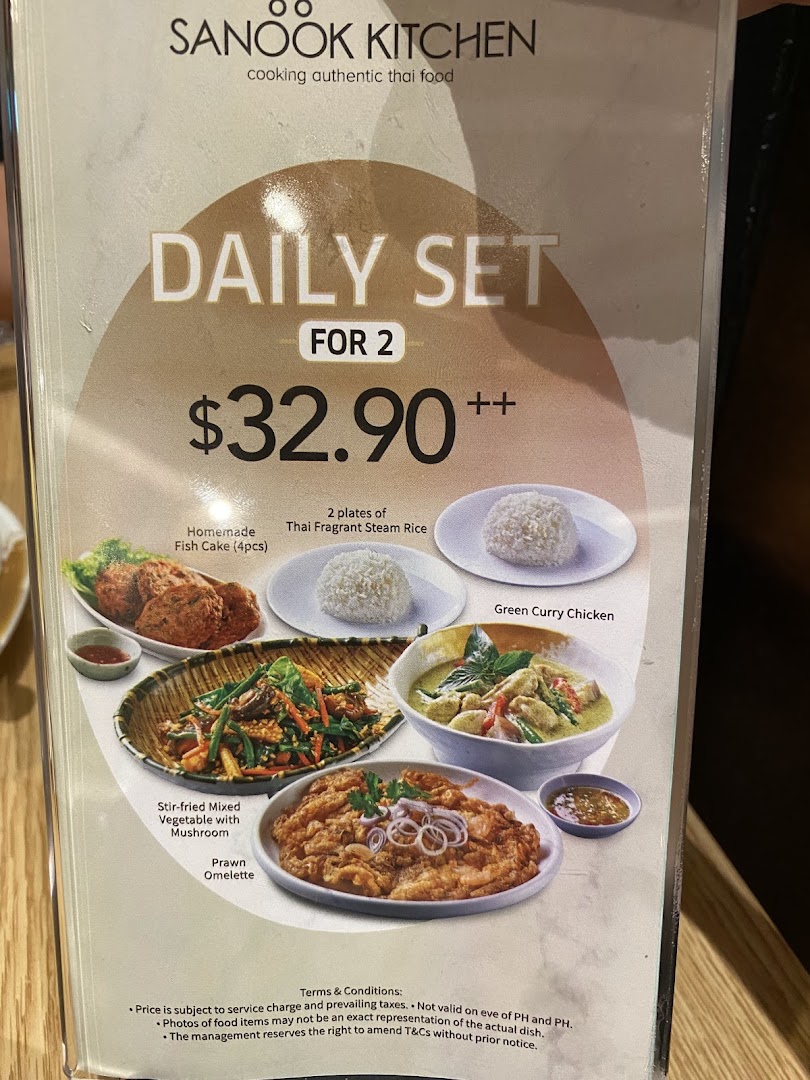 SANOOK KITCHEN
cooking authentic thai food
DAILY SET
FOR 2
$32.90++
2 plates of
Thai Fragrant Steam Rice
Homemade
Fish Cake (4pcs)
Green Curry Chicken
Stir-fried Mixed
Vegetable with
Mushroom
Prawn
Omelette
Terms & Conditions:
• Price is subject to service charge and prevailing taxes. • Not valid on eve of PH and PH.
• Photos of food items may not be an exact representation of the actual dish.
• The management reserves the right to amend T&Cs without prior notice.